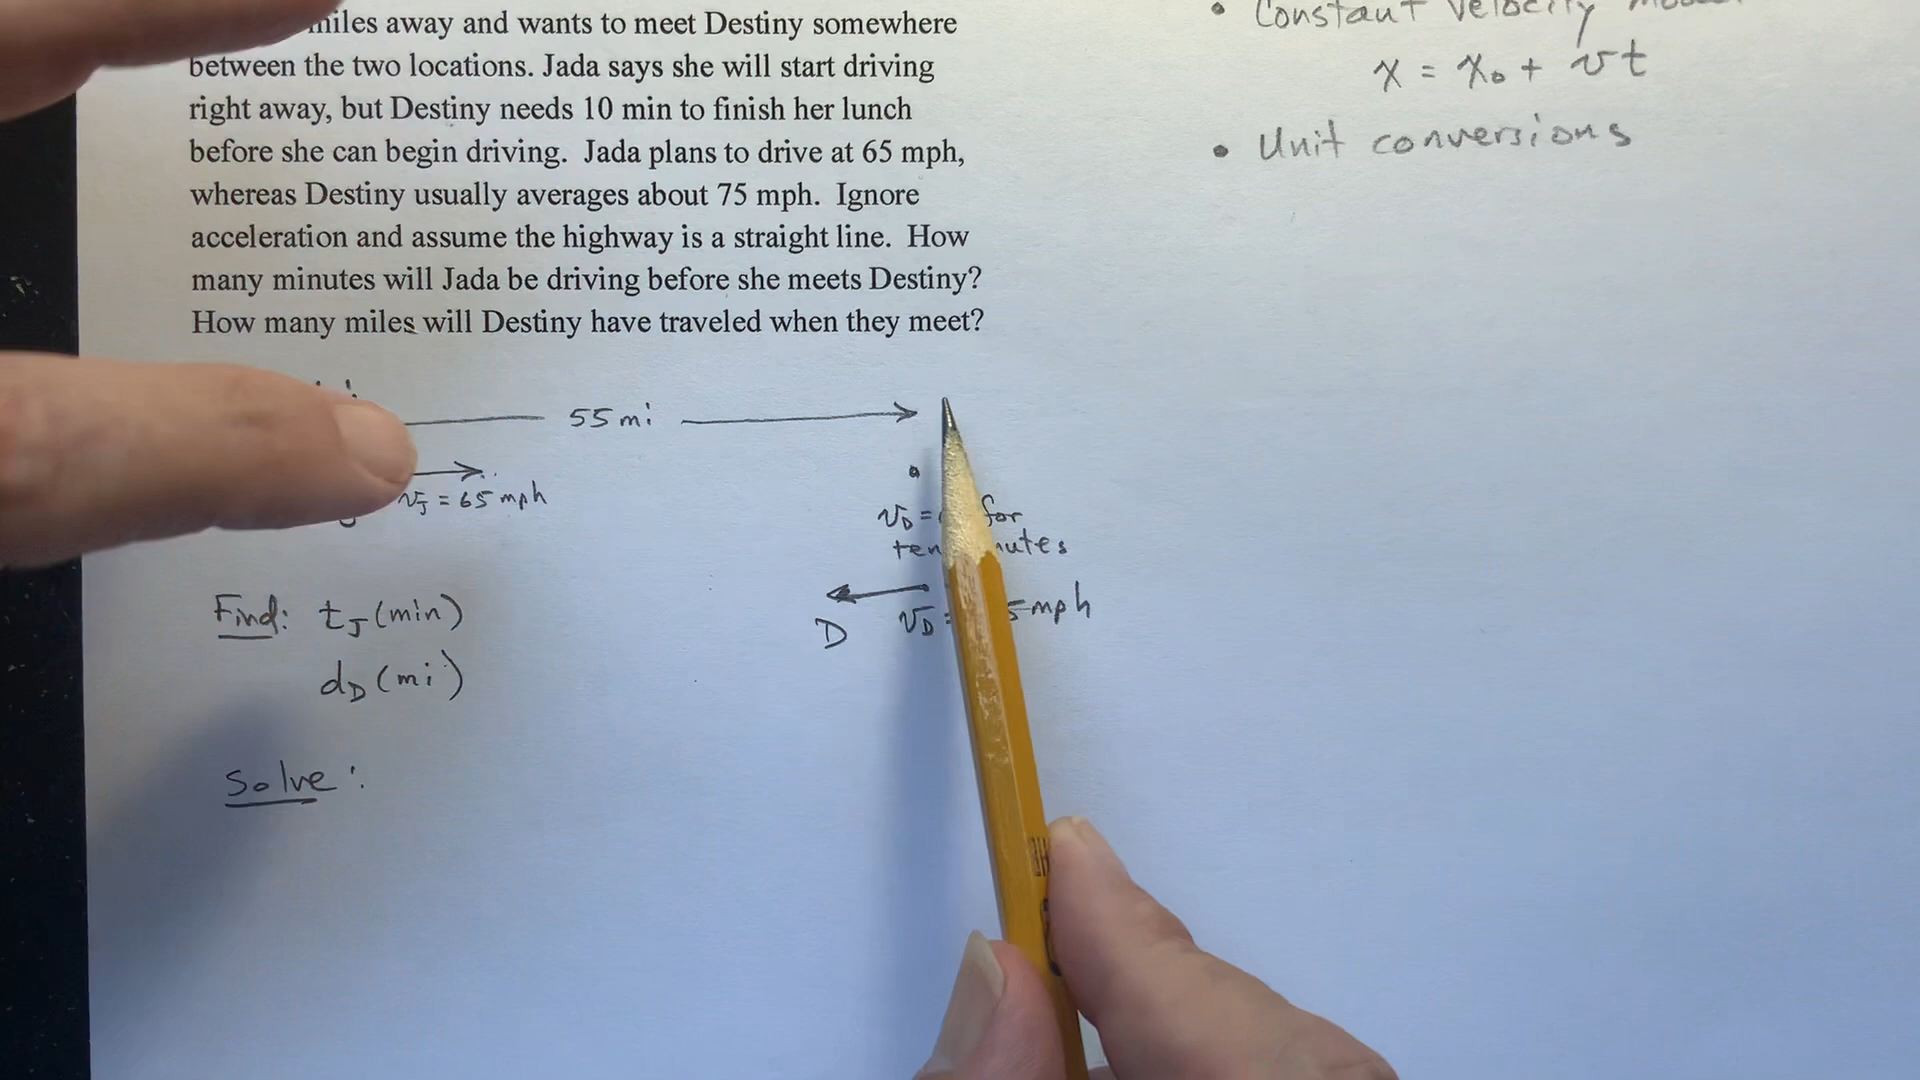 miles away and wants to meet Destiny somewhere
between the two locations. Jada says she will start driving
right away, but Destiny needs 10 min to finish her lunch
before she can begin driving. Jada plans to drive at 65 mph,
whereas Destiny usually averages about 75 mph. Ignore
acceleration and assume the highway is a straight line. How
many minutes will Jada be driving before she meets Destiny?
How many miles will Destiny have traveled when they meet?
55 mi
v_J = 65 mph
v_D = for
ten
v_D = mph
D
Find: t_J (min)
d_D (mi)
Solve:
• Constant velocity
x = x₀ + vt
• Unit conversions